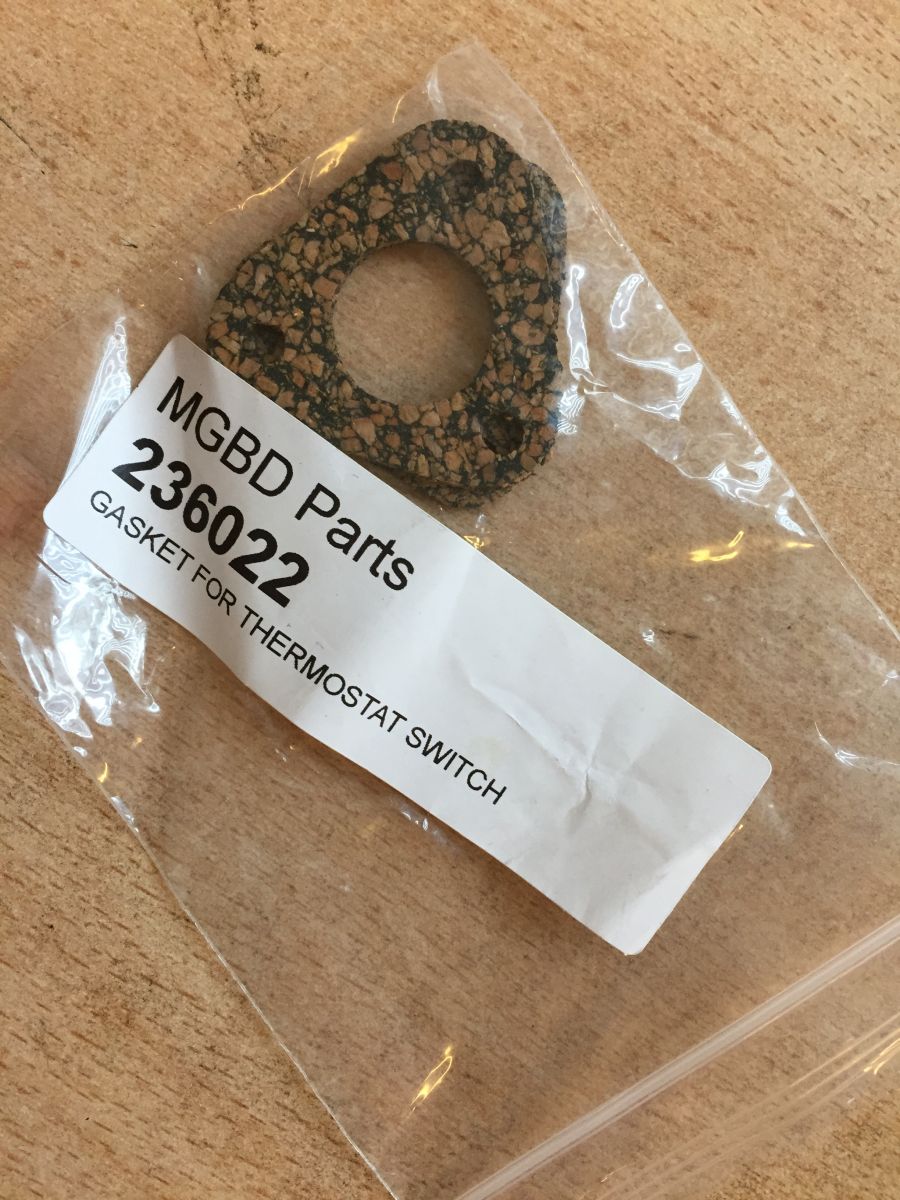 MGBD Parts
236022
GASKET FOR THERMOSTAT SWITCH